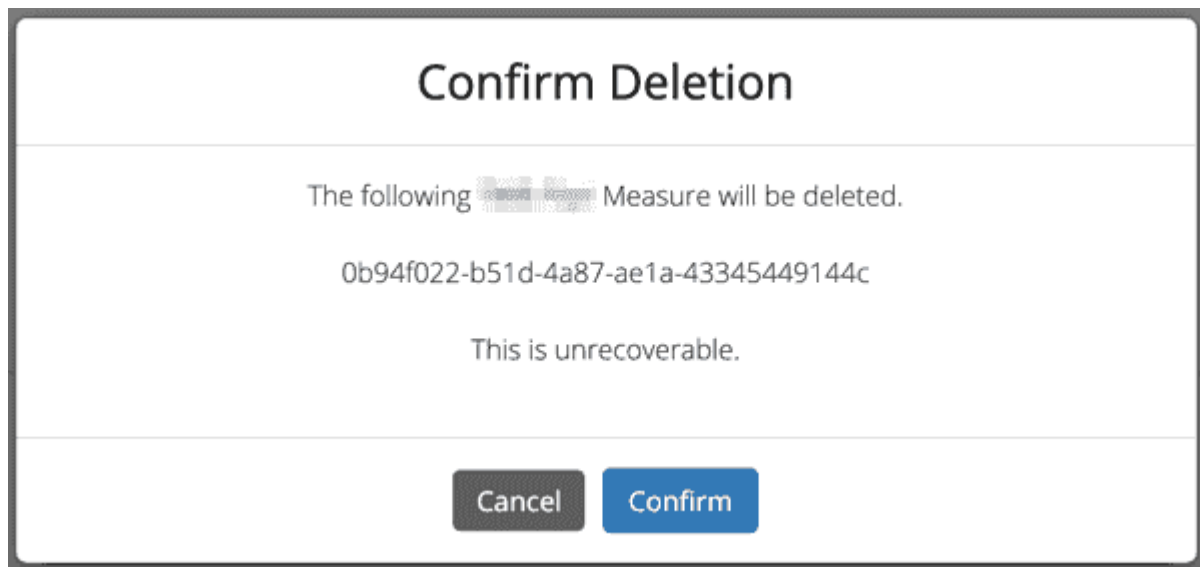 Confirm Deletion
The following Measure will be deleted.
0b94f022-b51d-4a87-ae1a-43345449144c
This is unrecoverable.
Cancel
Confirm